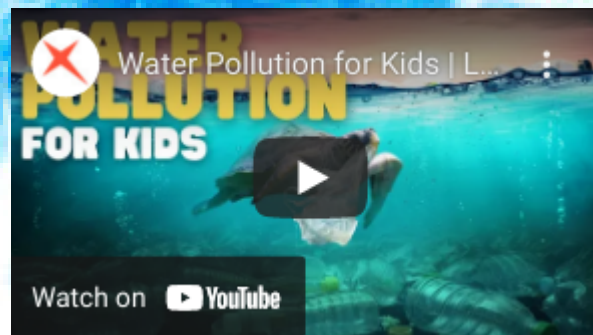 Water Pollution for Kids | L...
WATER
POLLUTION
FOR KIDS
Watch on YouTube